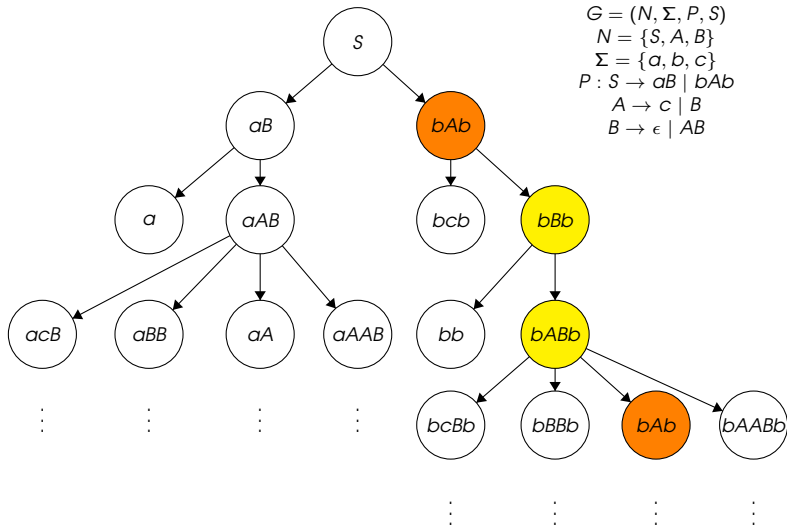 G = (N, Σ, P, S)
N = {S, A, B}
Σ = {a, b, c}
P : S → aB | bAb
A → c | B
B → ϵ | AB
S
aB
bAb
a
aAB
bcb
bBb
acB
aBB
aA
aAAB
bb
bABb
bcBb
bBBb
bAb
bAABb